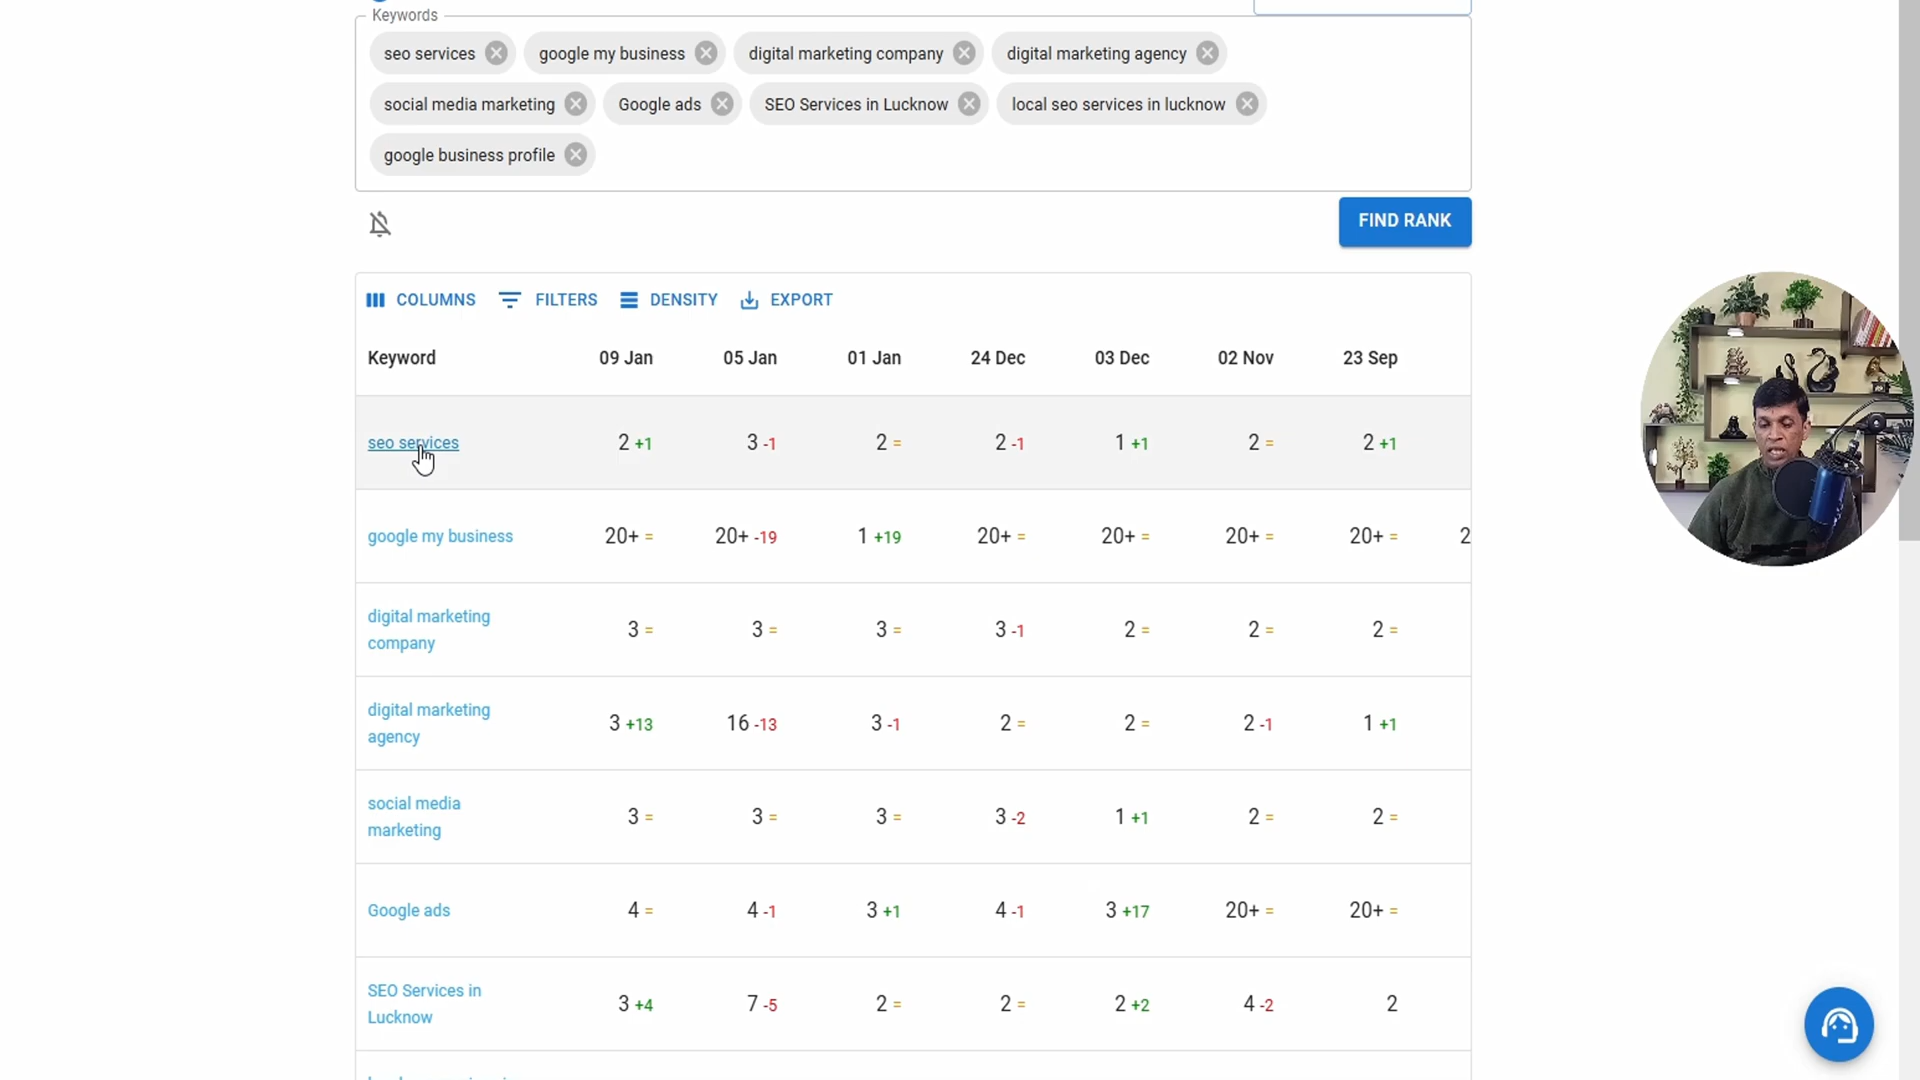 Keywords
seo services google my business digital marketing company digital marketing agency
social media marketing Google ads SEO Services in Lucknow local seo services in lucknow
google business profile
FIND RANK
COLUMNS FILTERS DENSITY EXPORT
Keyword 09 Jan 05 Jan 01 Jan 24 Dec 03 Dec 02 Nov 23 Sep
seo services 2 +1 3 -1 2 = 2 -1 1 +1 2 = 2 +1
google my business 20+ = 20+ -19 1 +19 20+ = 20+ = 20+ = 20+ = 2
digital marketing
company 3 = 3 = 3 = 3 -1 2 = 2 = 2 =
digital marketing
agency 3 +13 16 -13 3 -1 2 = 2 = 2 -1 1 +1
social media
marketing 3 = 3 = 3 = 3 -2 1 +1 2 = 2 =
Google ads 4 = 4 -1 3 +1 4 -1 3 +17 20+ = 20+ =
SEO Services in
Lucknow 3 +4 7 -5 2 = 2 = 2 +2 4 -2 2